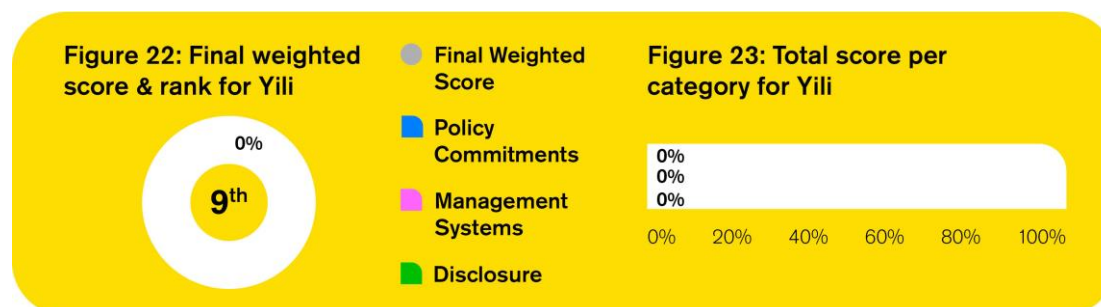 Figure 22: Final weighted
score & rank for Yili
0%
9th
Final Weighted
Score
Policy
Commitments
Management
Systems
Disclosure
Figure 23: Total score per
category for Yili
0%
0%
0%
0% 20% 40% 60% 80% 100%